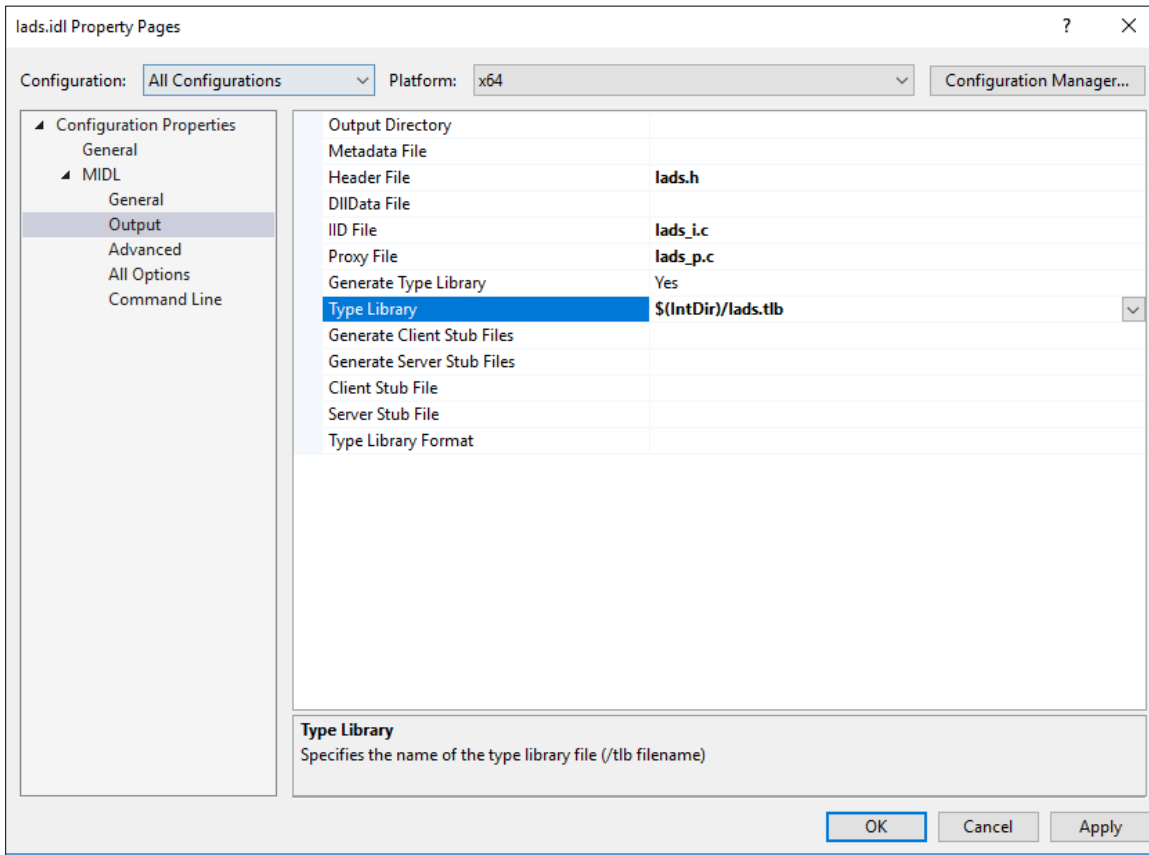 lads.idl Property Pages ? ×
Configuration: All Configurations Platform: x64 Configuration Manager...
Configuration Properties
General
MIDL
General
Output
Advanced
All Options
Command Line
Output Directory
Metadata File
Header File lads.h
DllData File
IID File lads_i.c
Proxy File lads_p.c
Generate Type Library Yes
Type Library $(IntDir)/lads.tlb
Generate Client Stub Files
Generate Server Stub Files
Client Stub File
Server Stub File
Type Library Format
Type Library
Specifies the name of the type library file (/tlb filename)
OK Cancel Apply